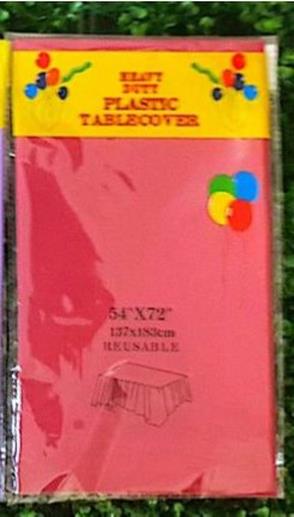 HEAVY
DUTY
PLASTIC
TABLECOVER
54"X72"
137x183cm
REUSABLE